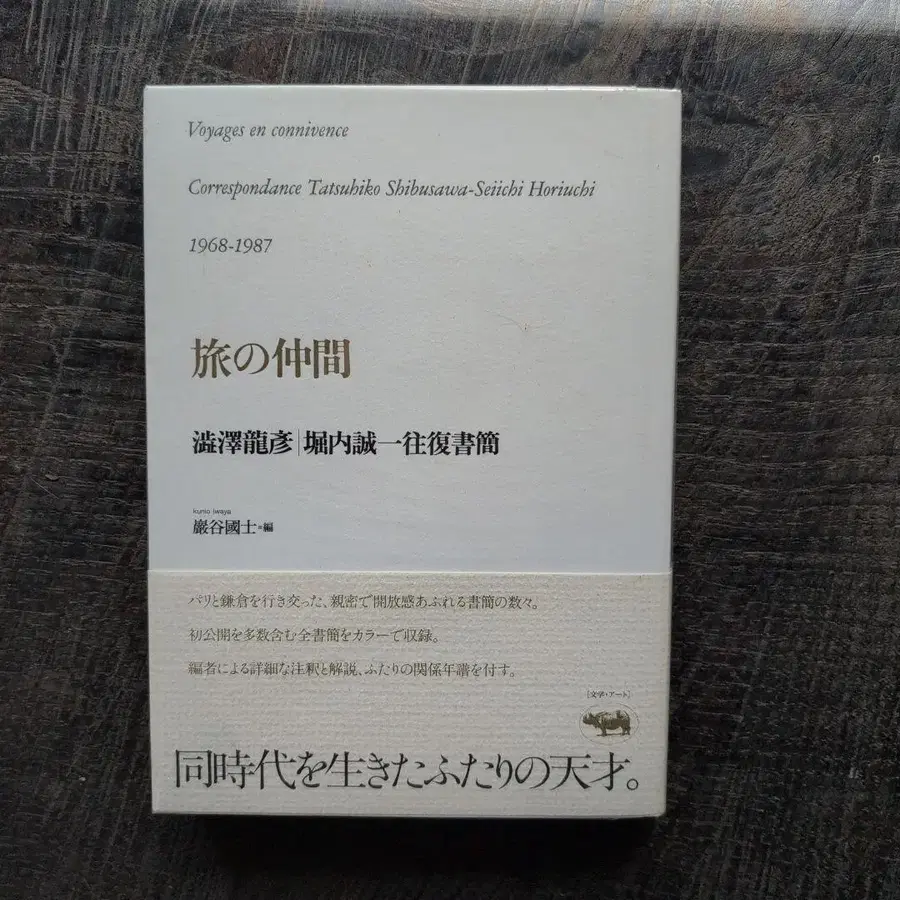 Voyages en connivence
Correspondance Tatsuhiko Shibusawa-Seiichi Horiuchi
1968-1987
旅の仲間
澁澤龍彥|堀内誠一往復書簡
kunio iwaya
巖谷國士=編
パリと鎌倉を行き交った、親密で開放感あふれる書簡の数々。
初公開を多数含む全書簡をカラーで収録。
編者による詳細な注釈と解説、ふたりの関係年譜を付す。
[文学・アート]
同時代を生きたふたりの天才。